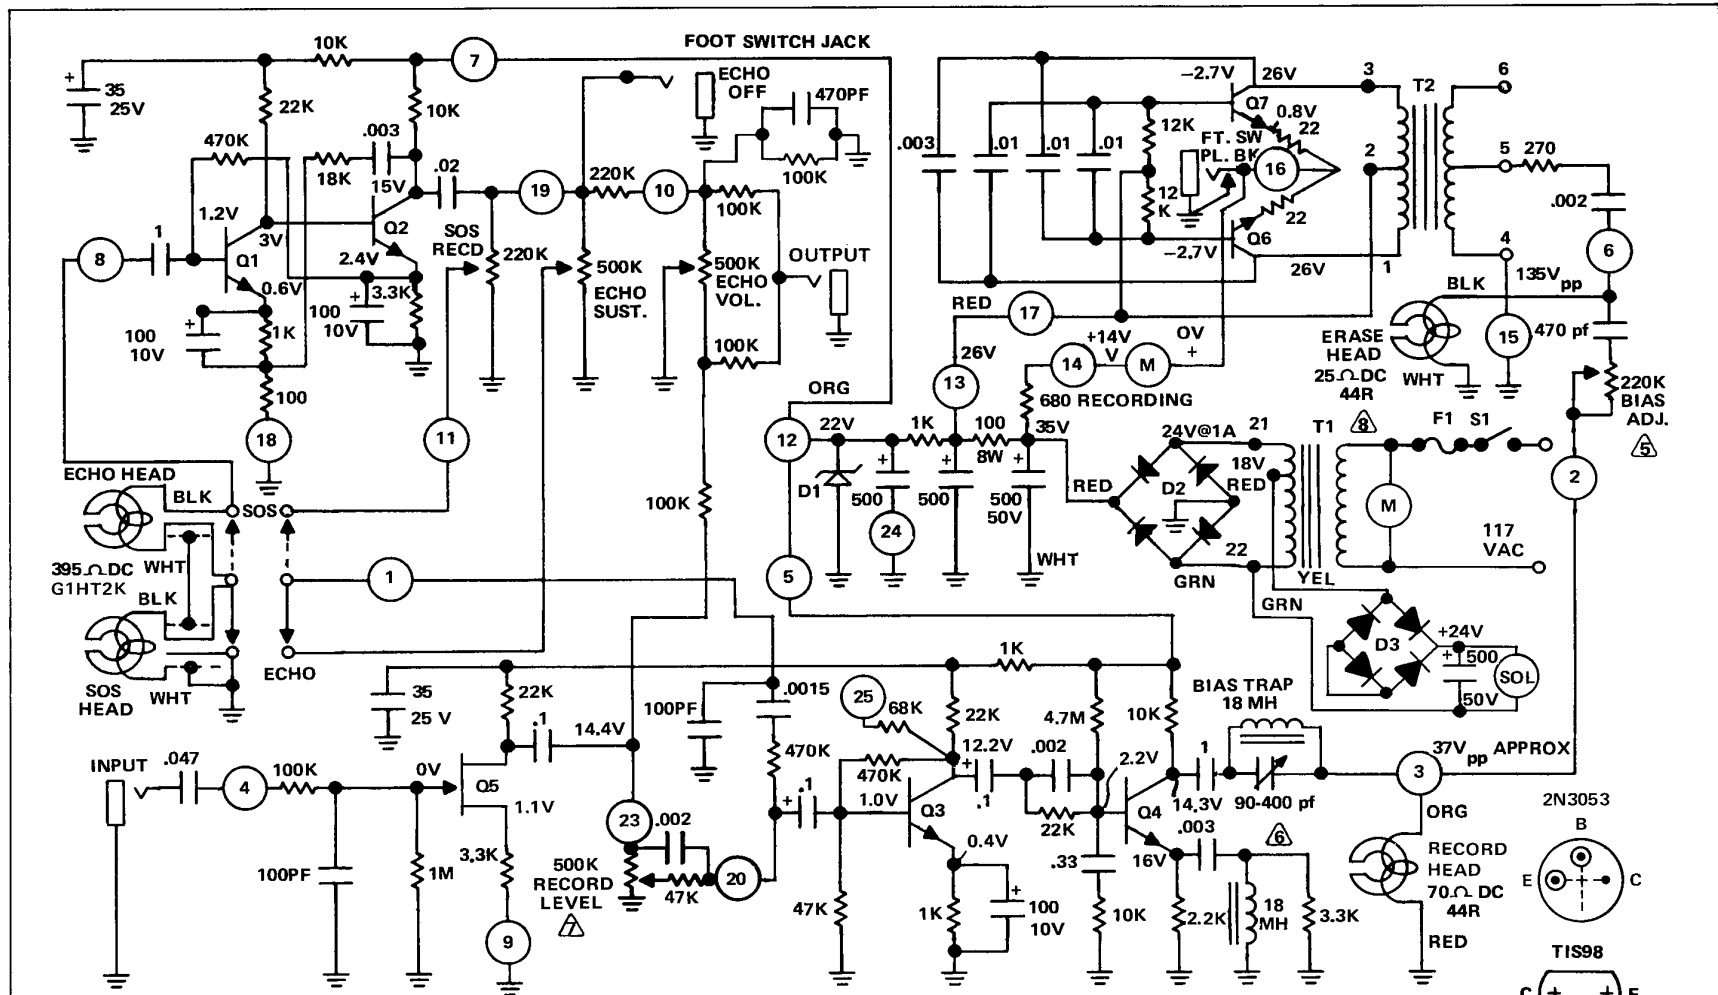 FOOT SWITCH JACK
10K
7
35
25V
22K
10K
470K
.003
18K
15V
.02
ECHO
OFF
470PF
100K
220K
19
10
100K
1.2V
3V
Q1
0.6V
8
1
Q2
2.4V
3.3K
100
10V
1K
100
10V
100
18
SOS
RECD
220K
500K
ECHO
SUST.
500K
ECHO
VOL.
OUTPUT
100K
11
ORG
−2.7V
26V
Q7
0.8V
22
12K
FT. SW
PL. BK
16
12
K
22
Q6
−2.7V
26V
.003
.01
.01
.01
3
2
1
T2
6
5
4
270
.002
6
135Vpp
BLK
ERASE
HEAD
25Ω DC
44R
WHT
15
470 pf
220K
BIAS
ADJ.
5
RED
17
26V
13
+14V
V
14
M
OV
+
680 RECORDING
12
22V
1K
100
8W
35V
D1
500
24
500
500
50V
WHT
RED
24V@1A
21
18V
RED
D2
22
GRN
T1
8
YEL
GRN
F1
S1
M
117
VAC
2
D3
+24V
500
50V
SOL
ECHO HEAD
BLK
SOS
WHT
395Ω DC
G1HT2K
BLK
SOS
HEAD
WHT
ECHO
1
100K
5
35
25 V
22K
.1
14.4V
100PF
.0015
25
68K
470K
470K
22K
12.2V
1K
4.7M
10K
.002
2.2V
1
BIAS TRAP
18 MH
90-400 pf
6
37Vpp APPROX
3
INPUT
.047
4
100K
0V
Q5
1.1V
100PF
1M
3.3K
9
23
.002
500K
RECORD
LEVEL
7
47K
20
.1
1.0V
Q3
0.4V
.1
22K
Q4
14.3V
47K
1K
100
10V
.33
10K
16V
.003
2.2K
18
MH
3.3K
ORG
RECORD
HEAD
70Ω DC
44R
RED
2N3053
B
E
C
TIS98
C
E